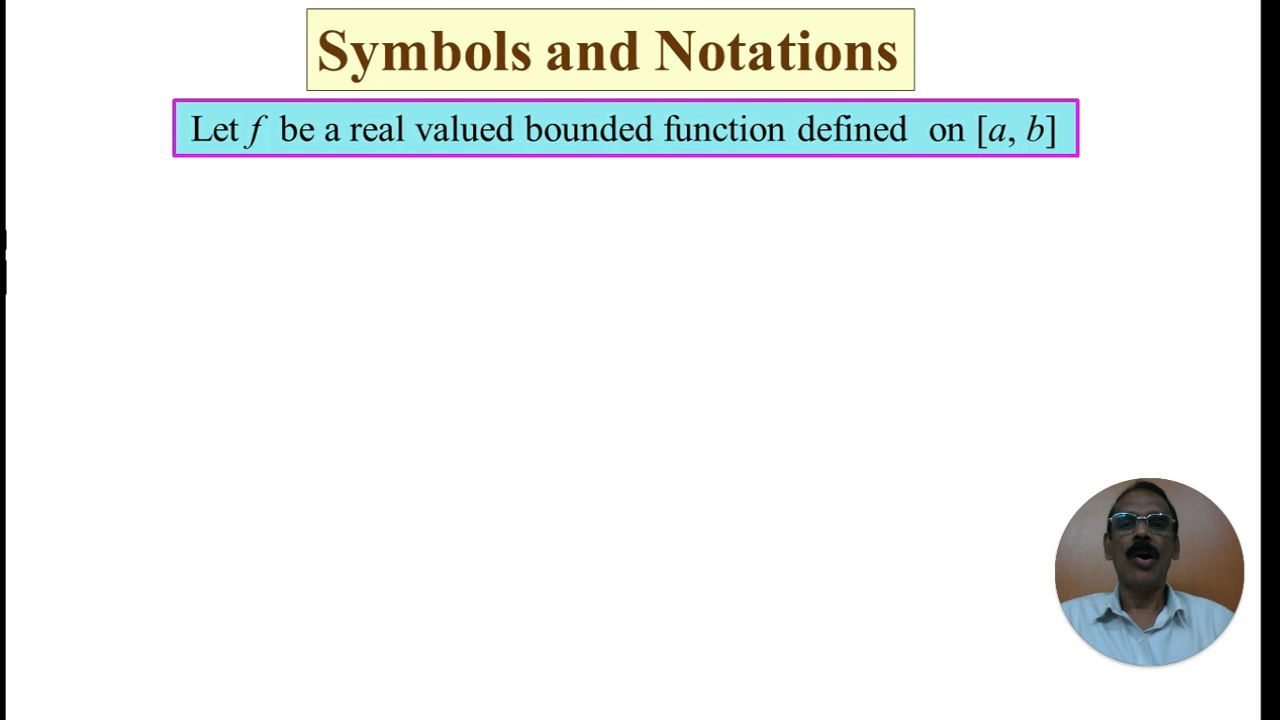 Symbols and Notations
Let f be a real valued bounded function defined on [a, b]